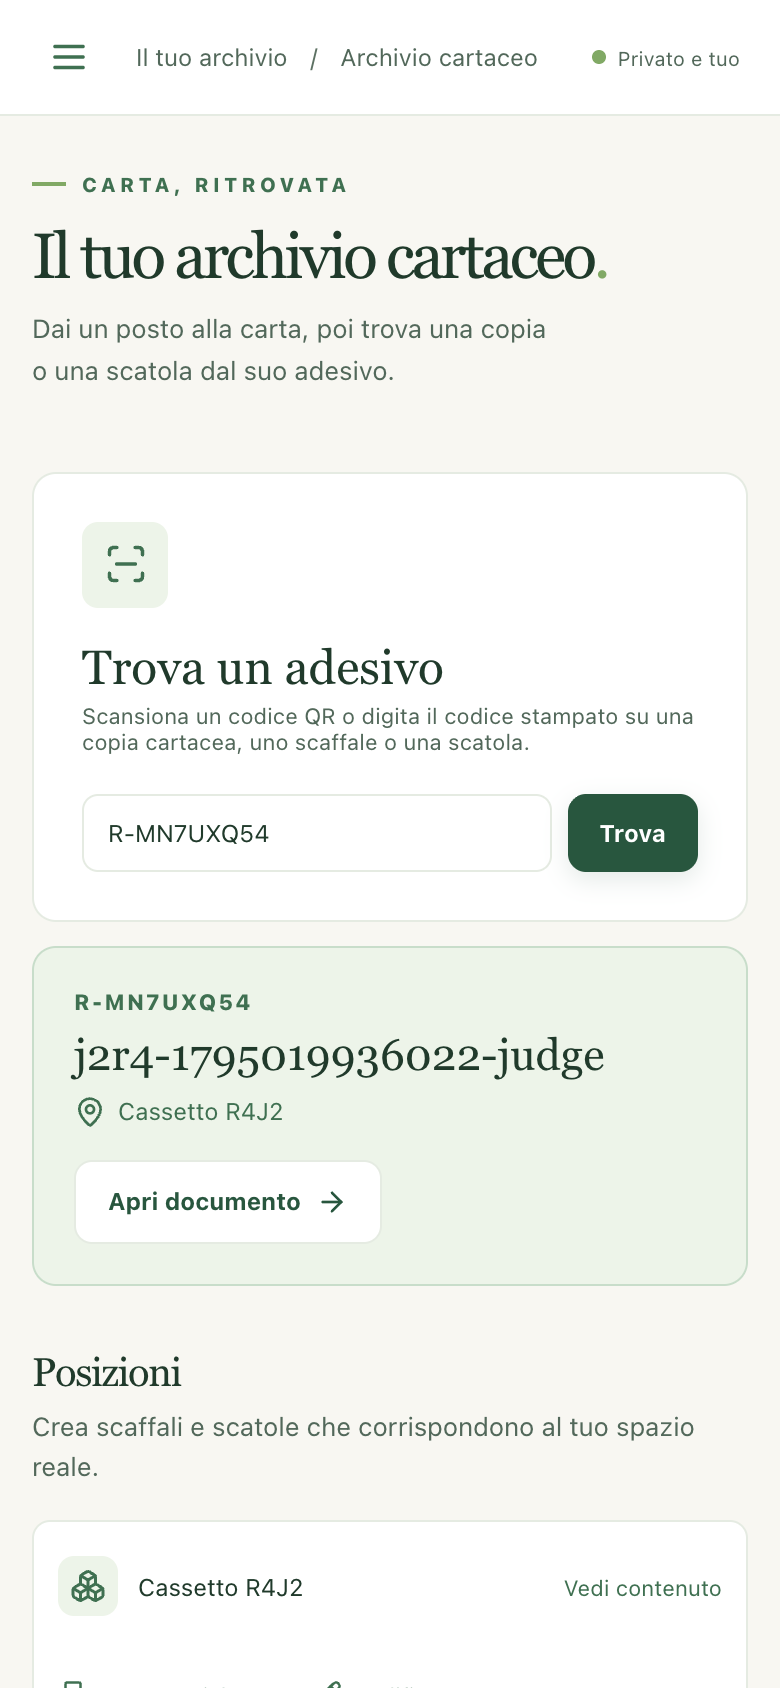 Il tuo archivio / Archivio cartaceo
Privato e tuo
CARTA, RITROVATA
Il tuo archivio cartaceo.
Dai un posto alla carta, poi trova una copia
o una scatola dal suo adesivo.
Trova un adesivo
Scansiona un codice QR o digita il codice stampato su una
copia cartacea, uno scaffale o una scatola.
R-MN7UXQ54
Trova
R-MN7UXQ54
j2r4-1795019936022-judge
Cassetto R4J2
Apri documento
Posizioni
Crea scaffali e scatole che corrispondono al tuo spazio
reale.
Cassetto R4J2
Vedi contenuto